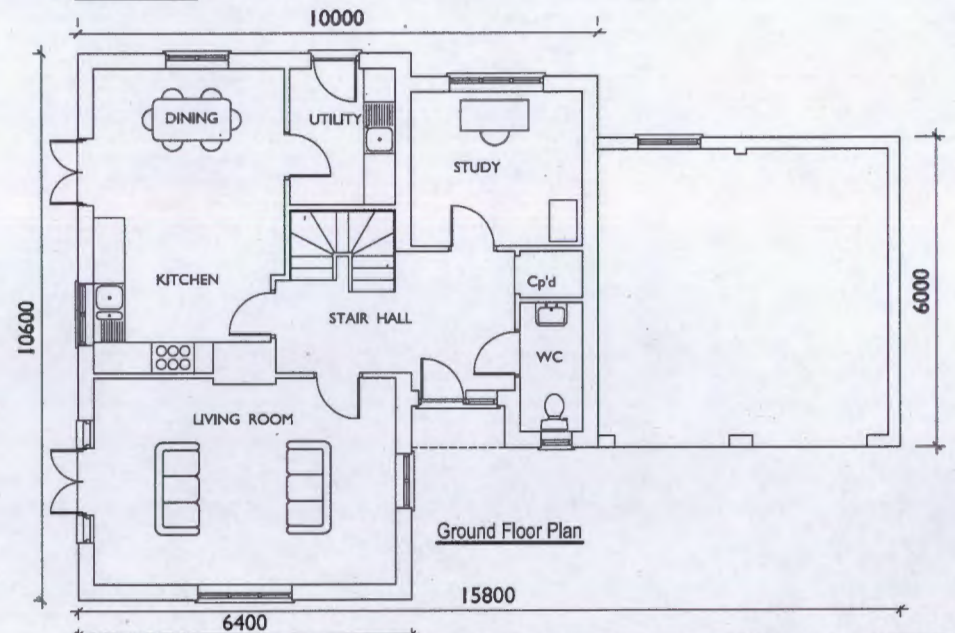 10000
DINING
UTILITY
STUDY
KITCHEN
Cp'd
STAIR HALL
WC
10600
6000
LIVING ROOM
Ground Floor Plan
15800
6400